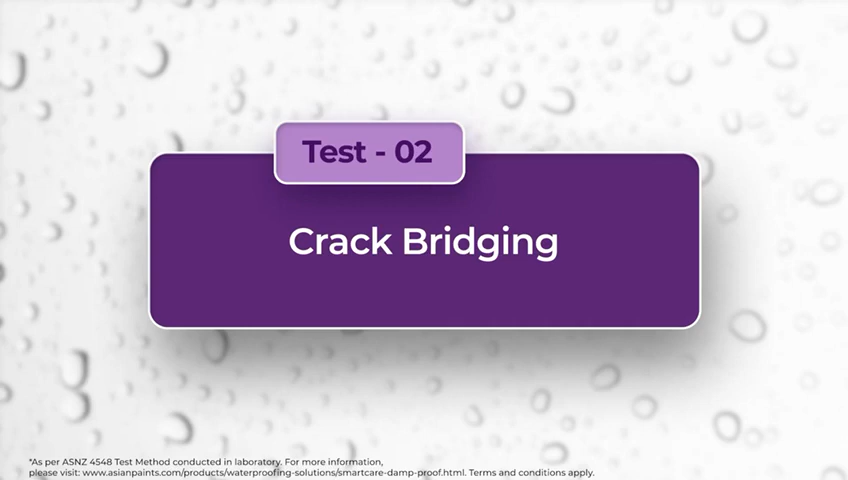 Test - 02
Crack Bridging
*As per ASNZ 4548 Test Method conducted in laboratory. For more information,
please visit: www.asianpaints.com/products/waterproofing-solutions/smartcare-damp-proof.html. Terms and conditions apply.